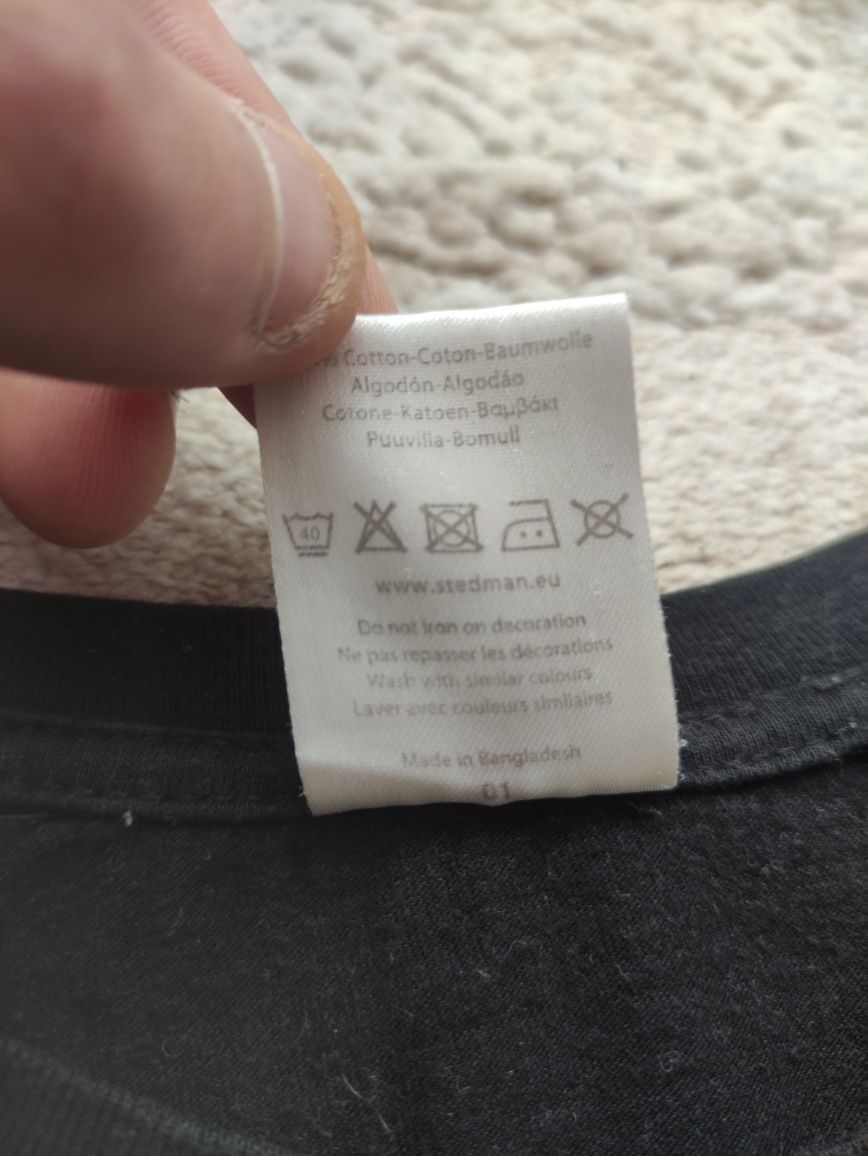 % Cotton-Coton-Baumwolle
Algodón-Algodão
Cotone-Katoen-Βαμβάκι
Puuvilla-Bomull
40
www.stedman.eu
Do not iron on decoration
Ne pas repasser les décorations
Wash with similar colours
Laver avec couleurs similaires
Made in Bangladesh
01